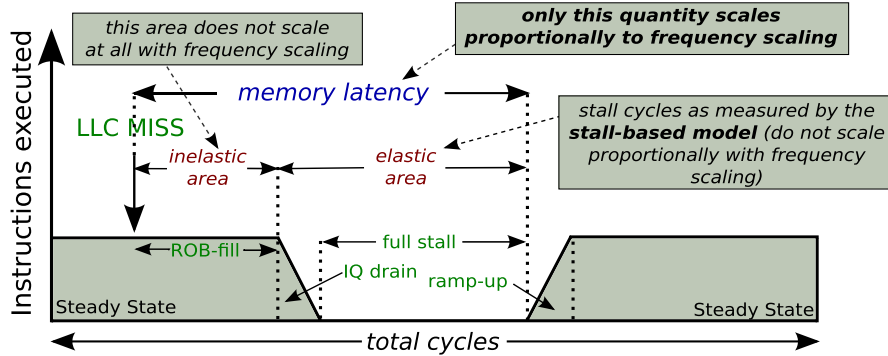 this area does not scale
at all with frequency scaling
only this quantity scales
proportionally to frequency scaling
memory latency
stall cycles as measured by the
stall-based model (do not scale
proportionally with frequency
scaling)
LLC MISS
inelastic
area
elastic
area
ROB-fill
full stall
IQ drain
ramp-up
Steady State
Steady State
Instructions executed
total cycles